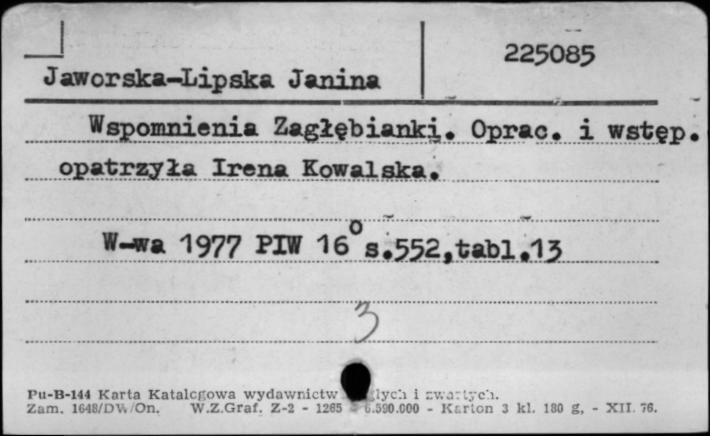 225085
Jaworska-Lipska Janina
Wspomnienia Zagłębianki. Oprac. i wstęp.
opatrzyła Irena Kowalska.
W-wa 1977 PIW 16° s.552,tabl.13
3
Pu-B-144 Karta Katalogowa wydawnictw i zwartych.
Zam. 1648/DW/On. W.Z.Graf. Z-2 - 1265 - 6.590.000 - Karton 3 kl. 180 g, - XII. 76.